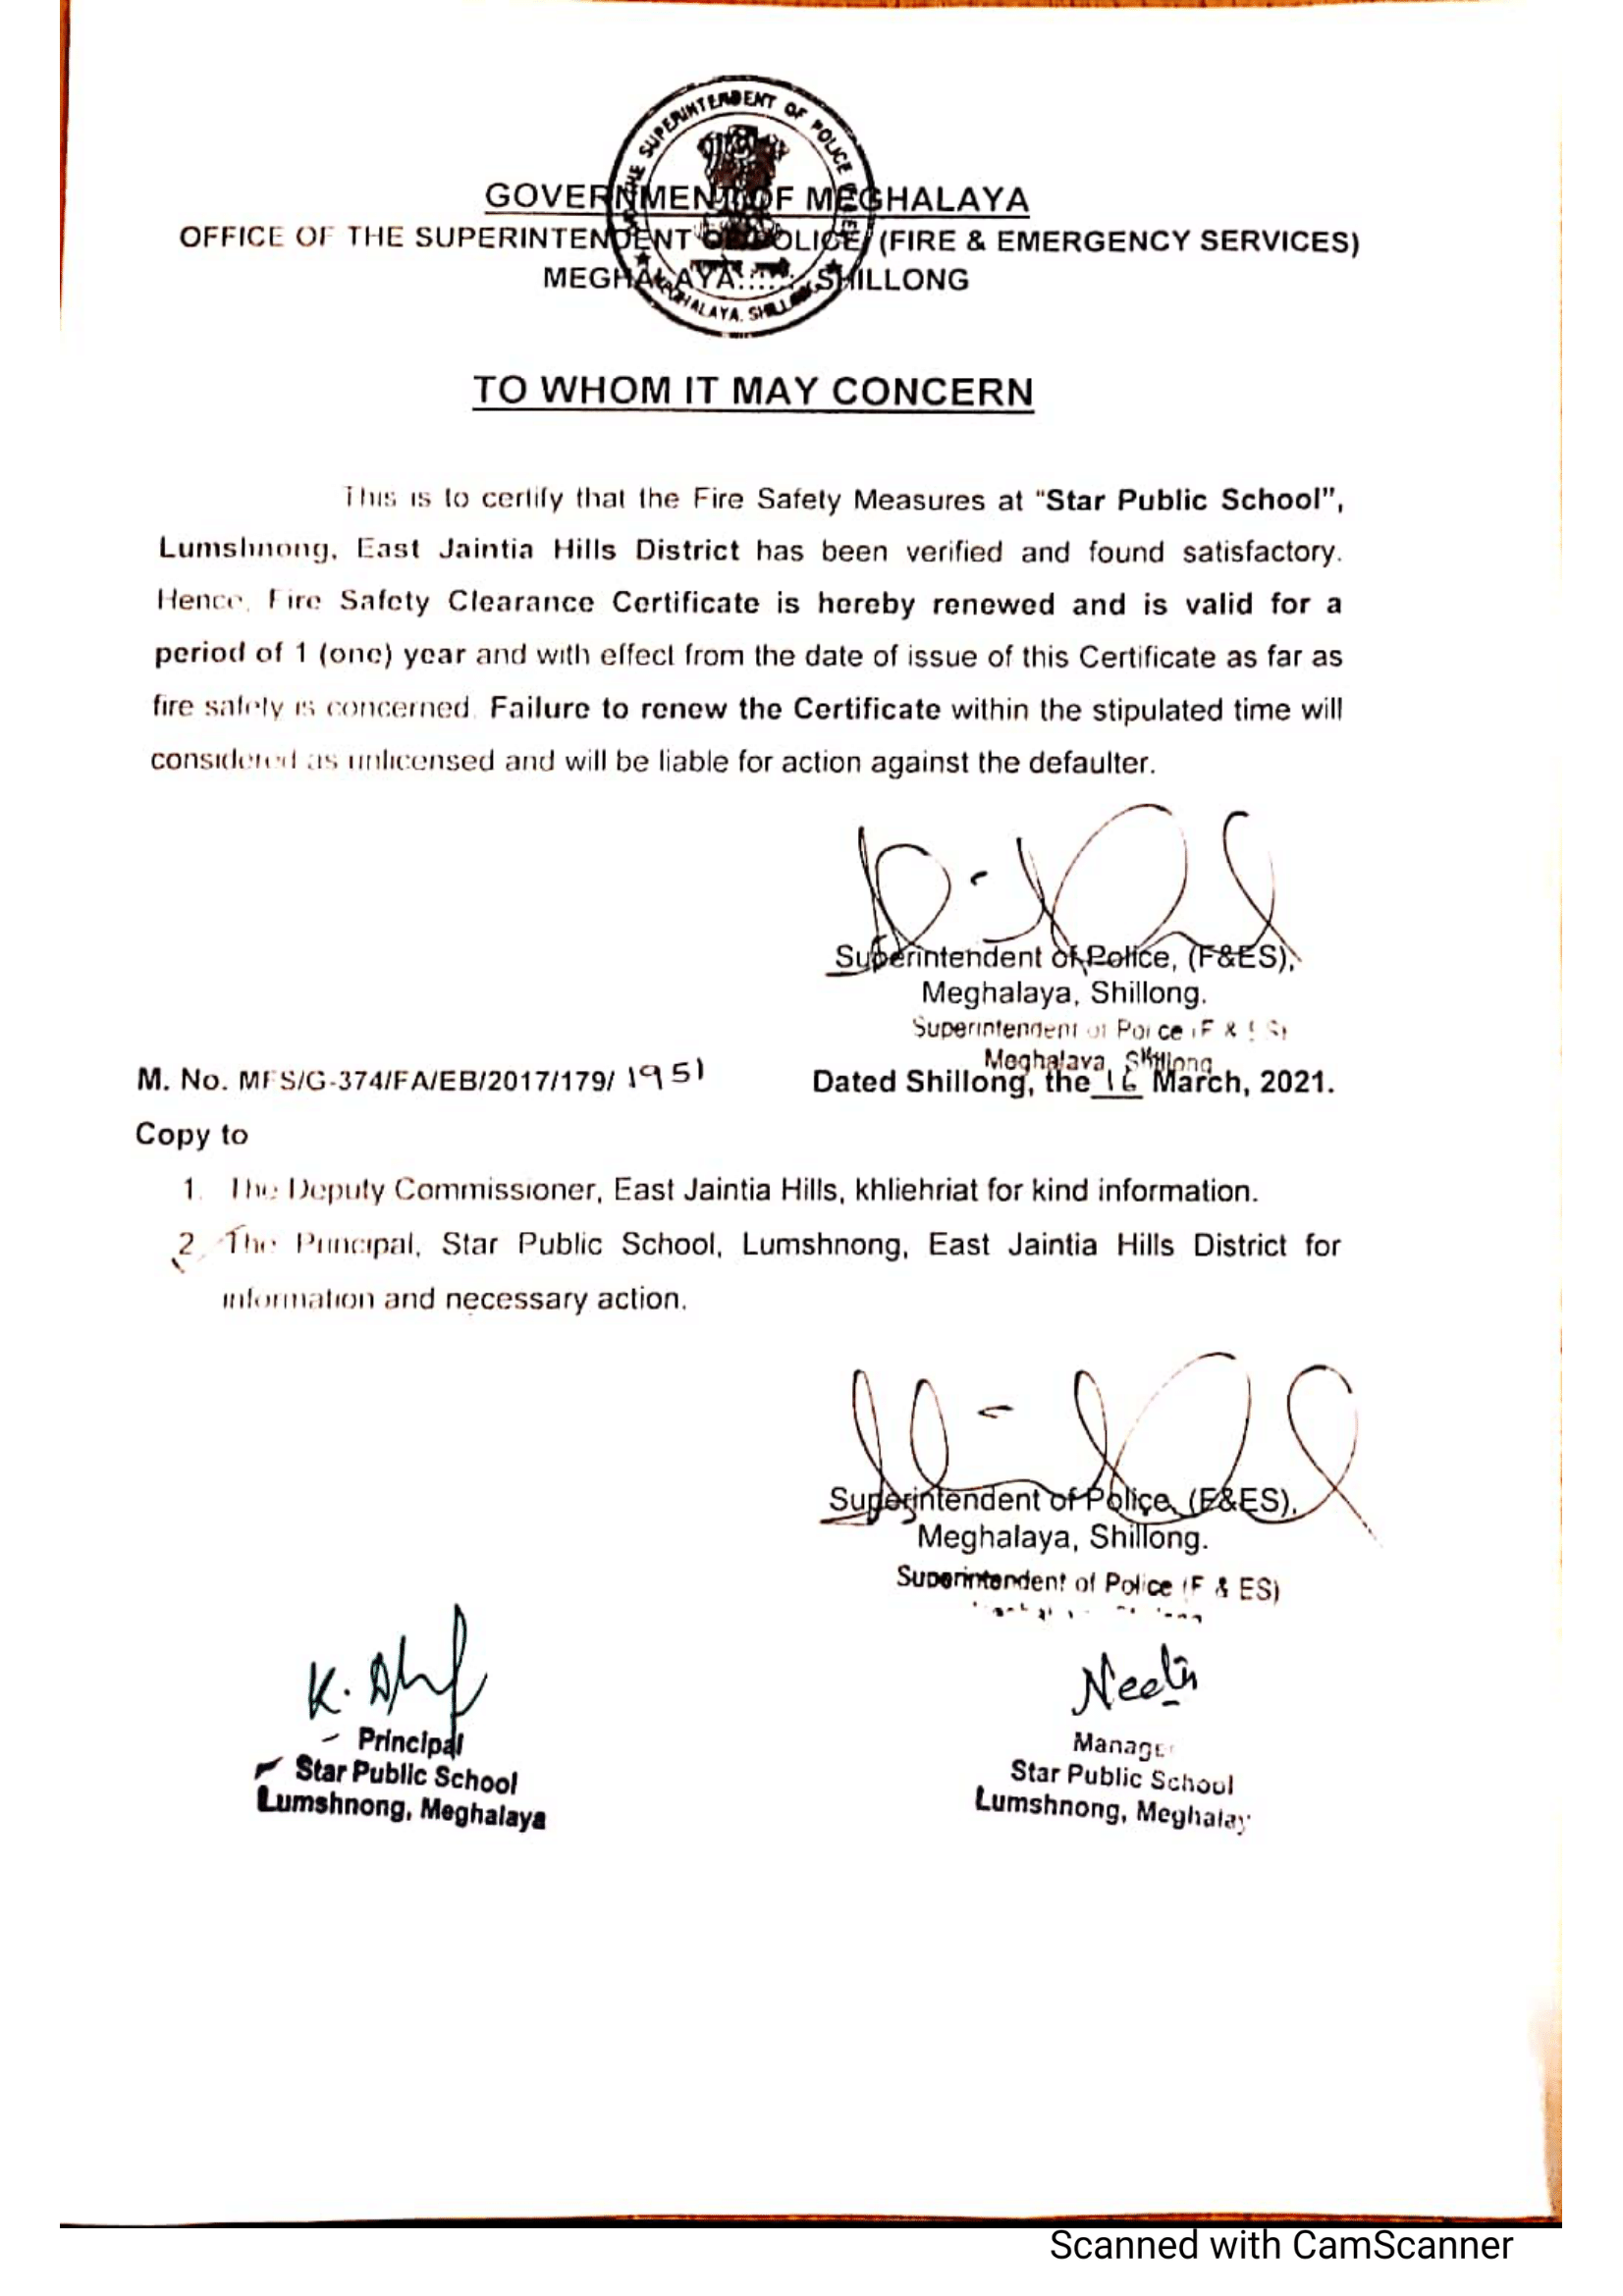 THE SUPERINTENDENT OF POLICE
MEGHALAYA, SHILLONG
GOVERNMENT OF MEGHALAYA
OFFICE OF THE SUPERINTENDENT OF POLICE, (FIRE & EMERGENCY SERVICES)
MEGHALAYA:::::::SHILLONG
TO WHOM IT MAY CONCERN
This is to certify that the Fire Safety Measures at "Star Public School",
Lumshnong, East Jaintia Hills District has been verified and found satisfactory.
Hence, Fire Safety Clearance Certificate is hereby renewed and is valid for a
period of 1 (one) year and with effect from the date of issue of this Certificate as far as
fire safety is concerned. Failure to renew the Certificate within the stipulated time will
considered as unlicensed and will be liable for action against the defaulter.
Superintendent of Police, (F&ES),
Meghalaya, Shillong.
Superintendent of Police (F & ES)
Meghalaya, Shillong
M. No. MFS/G-374/FA/EB/2017/179/ 1951
Dated Shillong, the 16 March, 2021.
Copy to
1. The Deputy Commissioner, East Jaintia Hills, khliehriat for kind information.
2. The Principal, Star Public School, Lumshnong, East Jaintia Hills District for
information and necessary action.
Superintendent of Police, (F&ES),
Meghalaya, Shillong.
Superintendent of Police (F & ES)
K.
Principal
Star Public School
Lumshnong, Meghalaya
Neeta
Manager
Star Public School
Lumshnong, Meghalay
Scanned with CamScanner